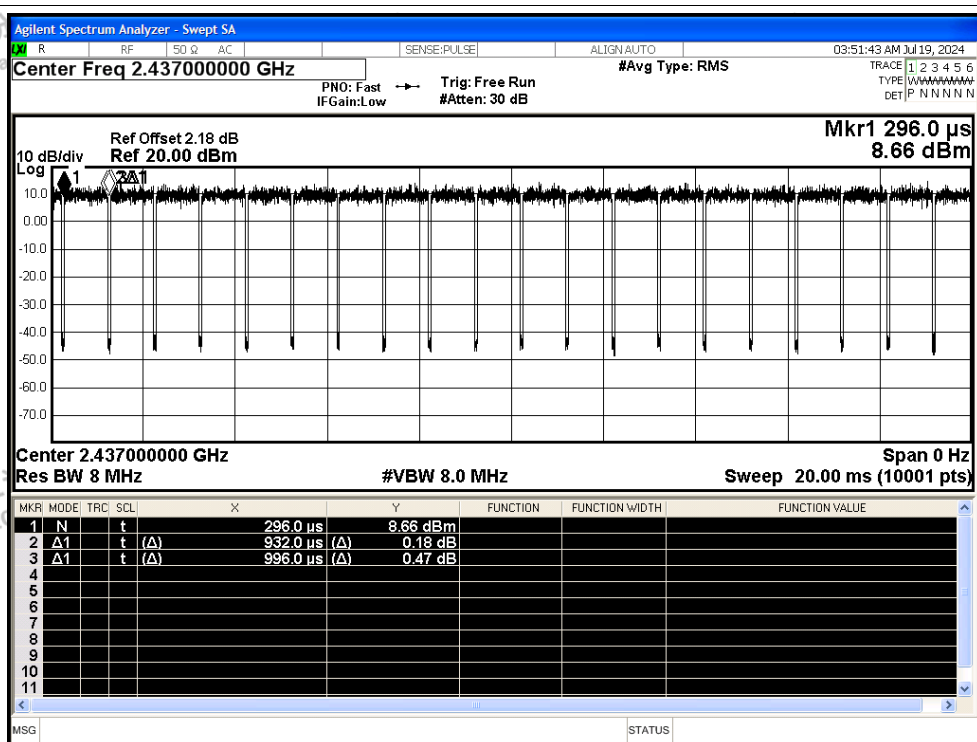 Agilent Spectrum Analyzer - Swept SA
LXI R RF 50 Ω AC SENSE:PULSE ALIGN AUTO 03:51:43 AM Jul 19, 2024
Center Freq 2.437000000 GHz #Avg Type: RMS TRACE 1 2 3 4 5 6
PNO: Fast Trig: Free Run TYPE
IFGain:Low #Atten: 30 dB DET P N N N N N
Mkr1 296.0 µs
Ref Offset 2.18 dB
10 dB/div Ref 20.00 dBm 8.66 dBm
Log
1 3Δ1
10.0
0.00
-10.0
-20.0
-30.0
-40.0
-50.0
-60.0
-70.0
Center 2.437000000 GHz Span 0 Hz
Res BW 8 MHz #VBW 8.0 MHz Sweep 20.00 ms (10001 pts)
MKR MODE TRC SCL X Y FUNCTION FUNCTION WIDTH FUNCTION VALUE
1 N t 296.0 µs 8.66 dBm
2 Δ1 t (Δ) 932.0 µs (Δ) 0.18 dB
3 Δ1 t (Δ) 996.0 µs (Δ) 0.47 dB
4
5
6
7
8
9
10
11
MSG STATUS